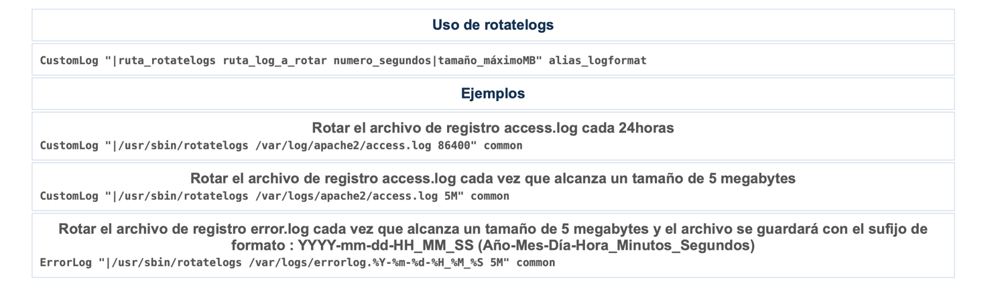 Uso de rotatelogs
CustomLog "|ruta_rotatelogs ruta_log_a_rotar numero_segundos|tamaño_máximoMB" alias_logformat
Ejemplos
Rotar el archivo de registro access.log cada 24horas
CustomLog "|/usr/sbin/rotatelogs /var/log/apache2/access.log 86400" common
Rotar el archivo de registro access.log cada vez que alcanza un tamaño de 5 megabytes
CustomLog "|/usr/sbin/rotatelogs /var/logs/apache2/access.log 5M" common
Rotar el archivo de registro error.log cada vez que alcanza un tamaño de 5 megabytes y el archivo se guardará con el sufijo de
formato : YYYY-mm-dd-HH_MM_SS (Año-Mes-Día-Hora_Minutos_Segundos)
ErrorLog "|/usr/sbin/rotatelogs /var/logs/errorlog.%Y-%m-%d-%H_%M_%S 5M" common